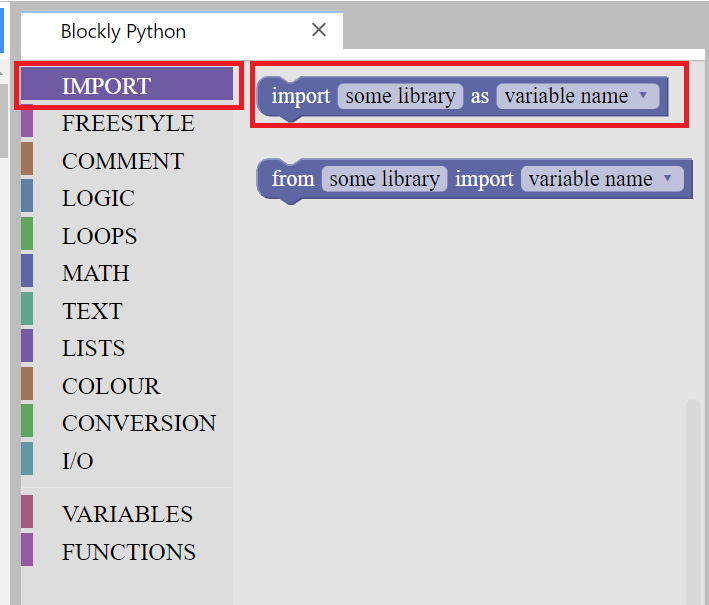 Blockly Python
IMPORT
FREESTYLE
COMMENT
LOGIC
LOOPS
MATH
TEXT
LISTS
COLOUR
CONVERSION
I/O
VARIABLES
FUNCTIONS
import some library as variable name
from some library import variable name